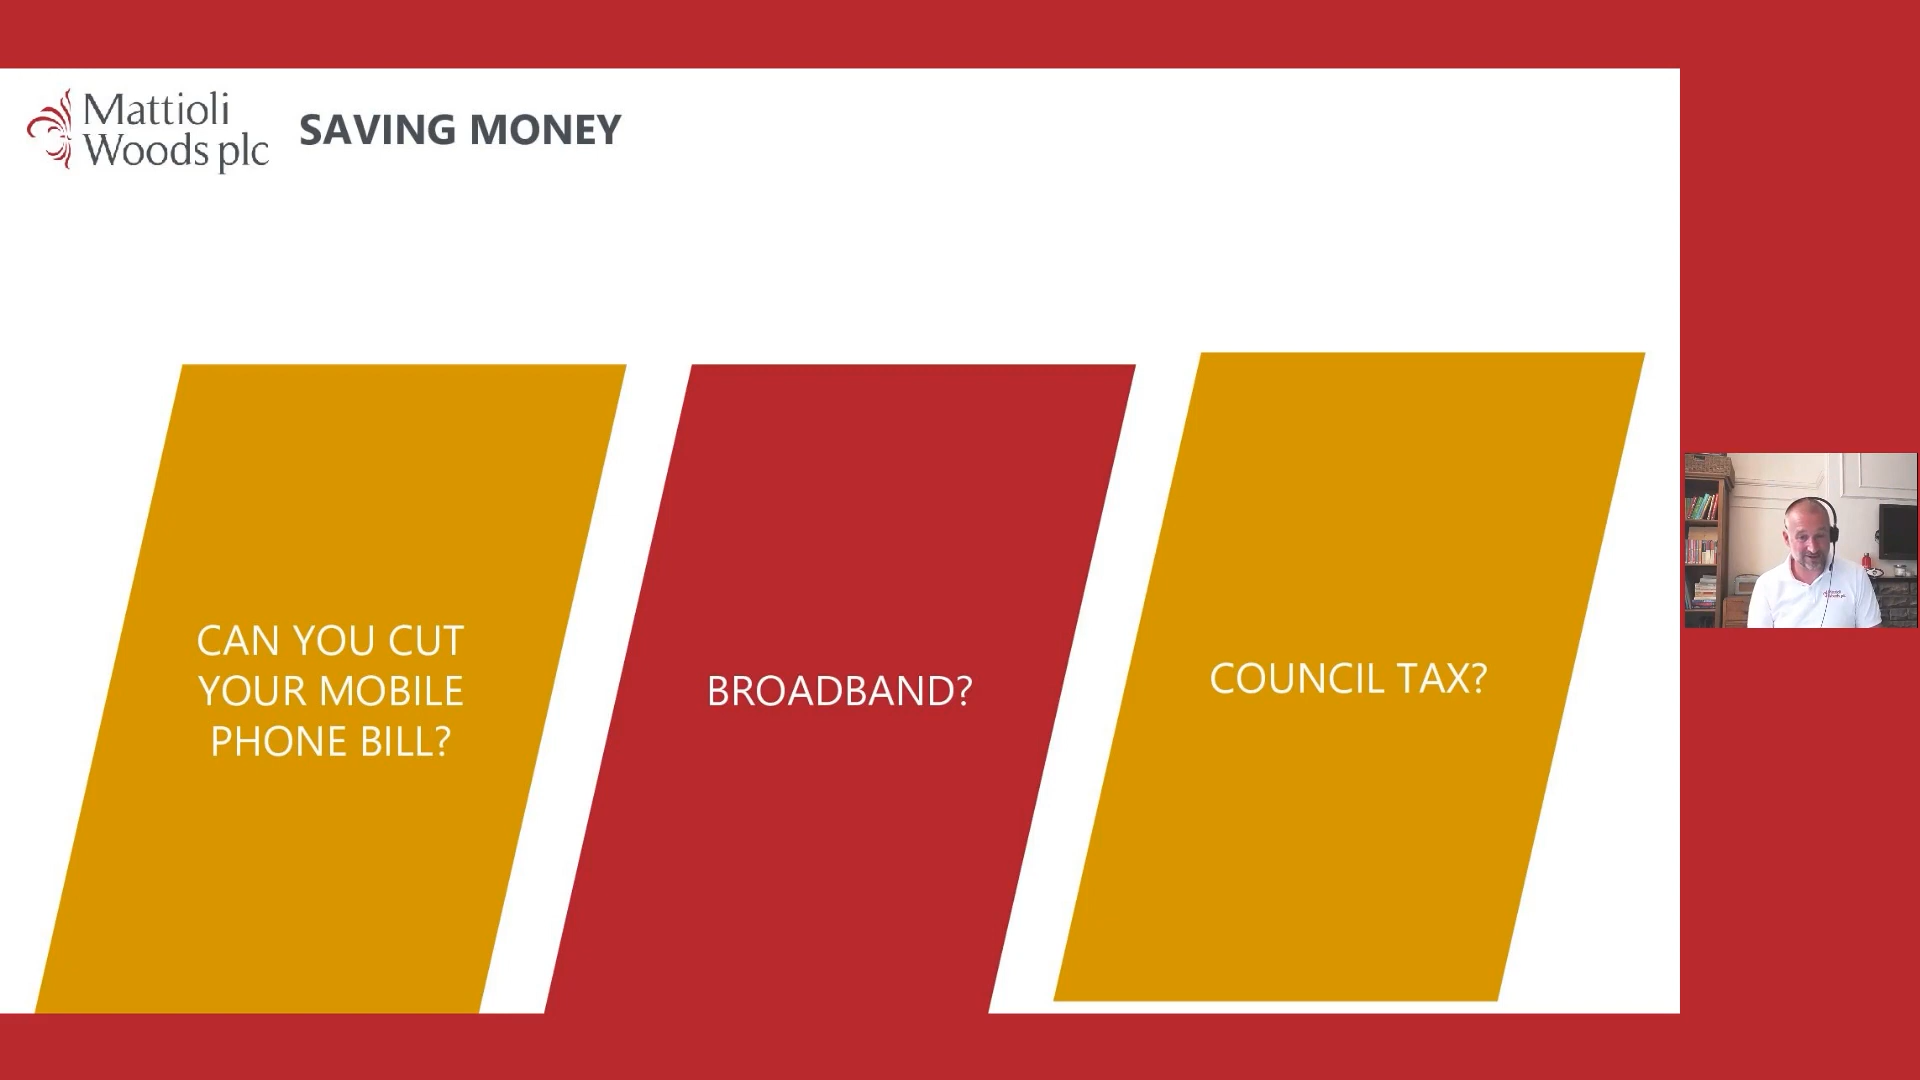 Mattioli
Woods plc
SAVING MONEY
CAN YOU CUT
YOUR MOBILE
PHONE BILL?
BROADBAND?
COUNCIL TAX?